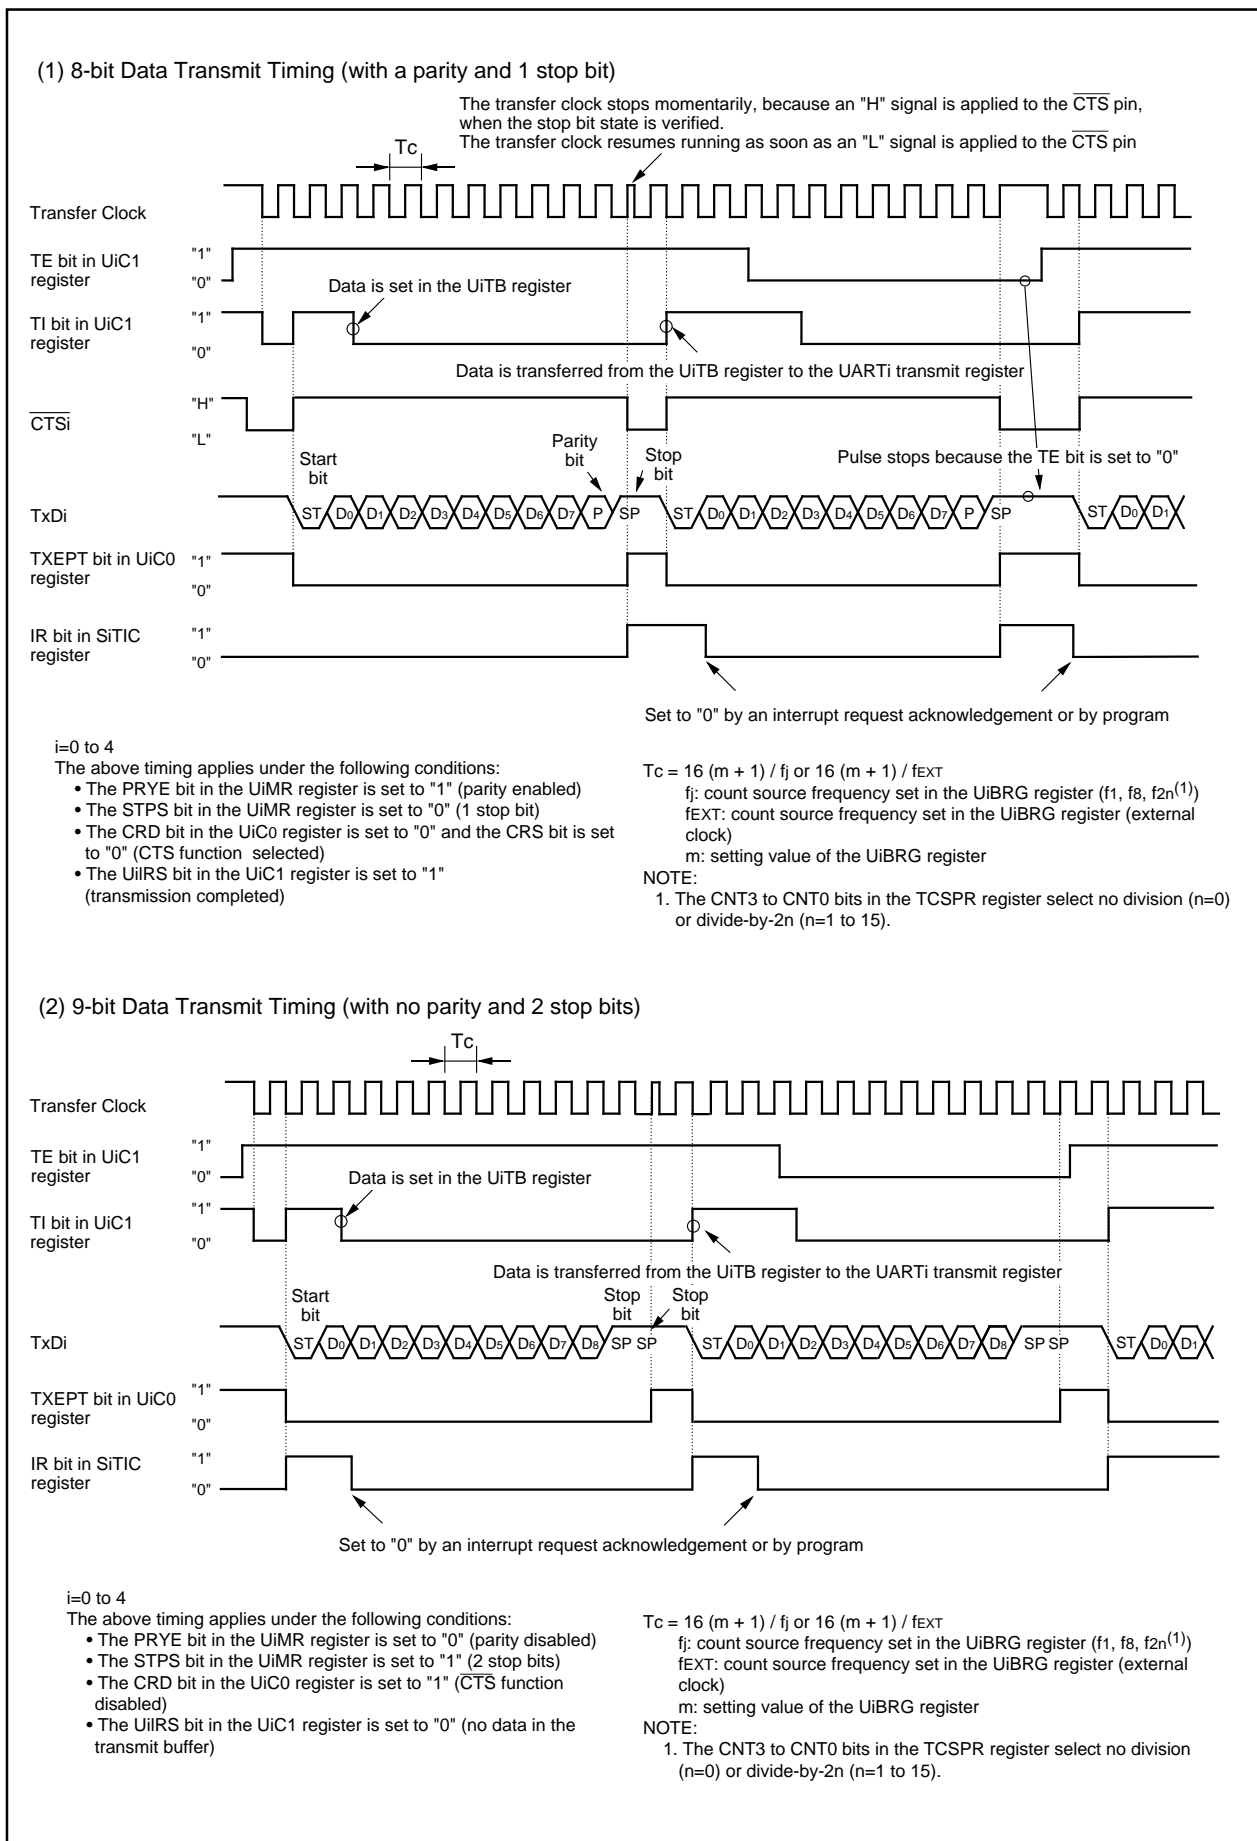 (1) 8-bit Data Transmit Timing (with a parity and 1 stop bit)
The transfer clock stops momentarily, because an "H" signal is applied to the CTS pin,
when the stop bit state is verified.
The transfer clock resumes running as soon as an "L" signal is applied to the CTS pin
Tc
Transfer Clock
TE bit in UiC1
register
"1"
"0"
Data is set in the UiTB register
TI bit in UiC1
register
"1"
"0"
Data is transferred from the UiTB register to the UARTi transmit register
CTSi
"H"
"L"
Start
bit
Parity
bit
Stop
bit
Pulse stops because the TE bit is set to "0"
TxDi
ST D0 D1 D2 D3 D4 D5 D6 D7 P SP ST D0 D1 D2 D3 D4 D5 D6 D7 P SP ST D0 D1
TXEPT bit in UiC0
register
"1"
"0"
IR bit in SiTIC
register
"1"
"0"
Set to "0" by an interrupt request acknowledgement or by program
i=0 to 4
The above timing applies under the following conditions:
• The PRYE bit in the UiMR register is set to "1" (parity enabled)
• The STPS bit in the UiMR register is set to "0" (1 stop bit)
• The CRD bit in the UiC0 register is set to "0" and the CRS bit is set
to "0" (CTS function selected)
• The UiIRS bit in the UiC1 register is set to "1"
(transmission completed)
Tc = 16 (m + 1) / fj or 16 (m + 1) / fEXT
fj: count source frequency set in the UiBRG register (f1, f8, f2n(1))
fEXT: count source frequency set in the UiBRG register (external
clock)
m: setting value of the UiBRG register
NOTE:
1. The CNT3 to CNT0 bits in the TCSPR register select no division (n=0)
or divide-by-2n (n=1 to 15).
(2) 9-bit Data Transmit Timing (with no parity and 2 stop bits)
Tc
Transfer Clock
TE bit in UiC1
register
"1"
"0"
Data is set in the UiTB register
TI bit in UiC1
register
"1"
"0"
Data is transferred from the UiTB register to the UARTi transmit register
Start
bit
Stop
bit
Stop
bit
TxDi
ST D0 D1 D2 D3 D4 D5 D6 D7 D8 SP SP ST D0 D1 D2 D3 D4 D5 D6 D7 D8 SP SP ST D0 D1
TXEPT bit in UiC0
register
"1"
"0"
IR bit in SiTIC
register
"1"
"0"
Set to "0" by an interrupt request acknowledgement or by program
i=0 to 4
The above timing applies under the following conditions:
• The PRYE bit in the UiMR register is set to "0" (parity disabled)
• The STPS bit in the UiMR register is set to "1" (2 stop bits)
• The CRD bit in the UiC0 register is set to "1" (CTS function
disabled)
• The UiIRS bit in the UiC1 register is set to "0" (no data in the
transmit buffer)
Tc = 16 (m + 1) / fj or 16 (m + 1) / fEXT
fj: count source frequency set in the UiBRG register (f1, f8, f2n(1))
fEXT: count source frequency set in the UiBRG register (external
clock)
m: setting value of the UiBRG register
NOTE:
1. The CNT3 to CNT0 bits in the TCSPR register select no division
(n=0) or divide-by-2n (n=1 to 15).